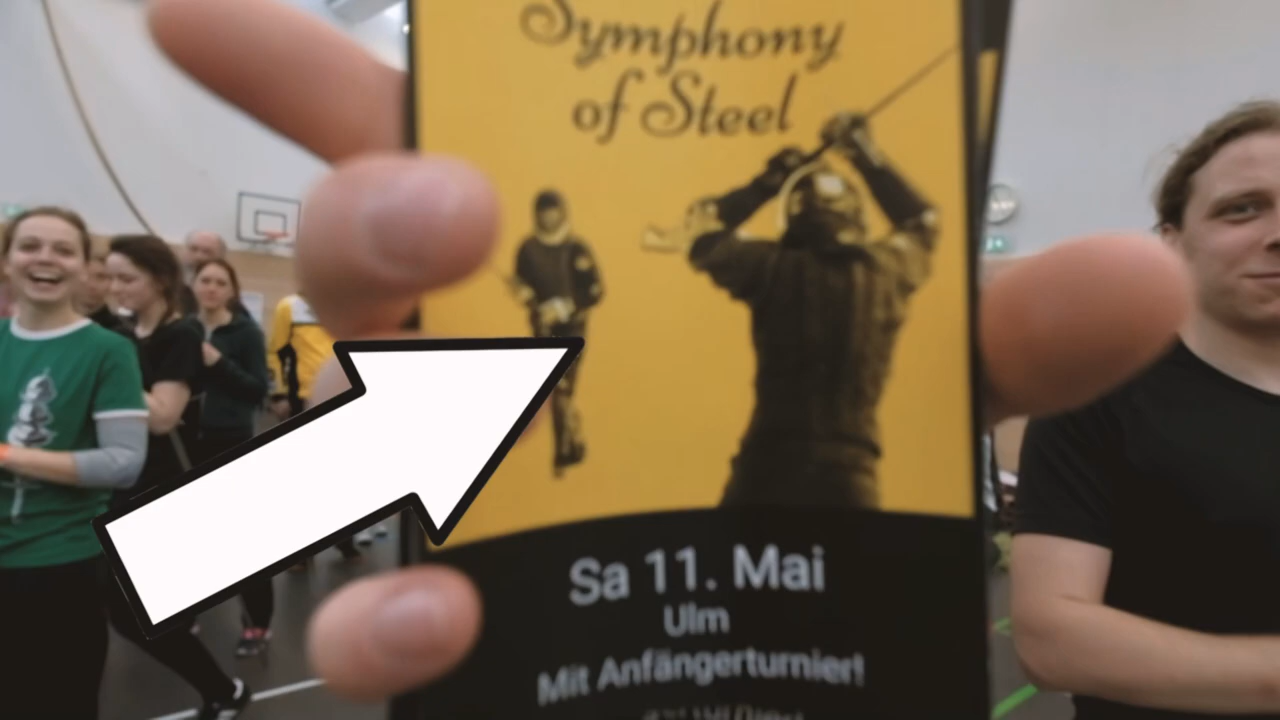 Symphony
of Steel
Sa 11. Mai
Ulm
Mit Anfängerturnier!